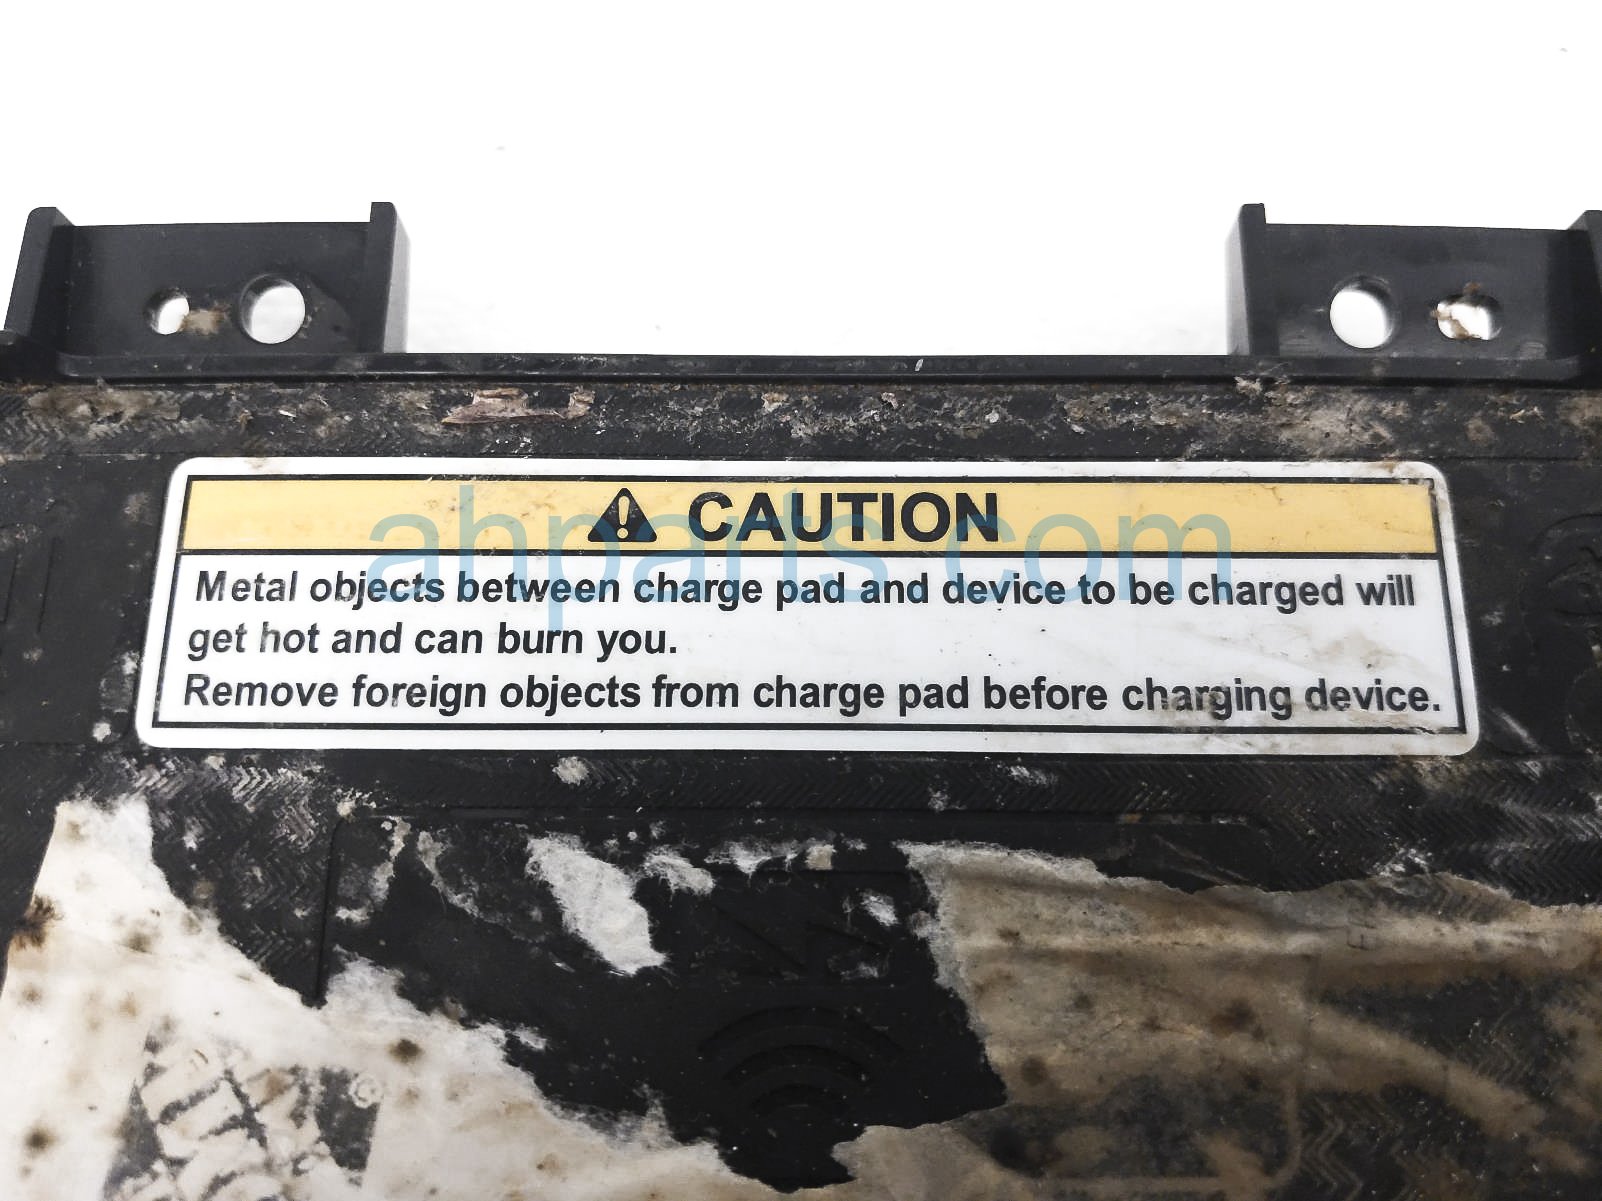 CAUTION
Metal objects between charge pad and device to be charged will
get hot and can burn you.
Remove foreign objects from charge pad before charging device.
ahparts.com